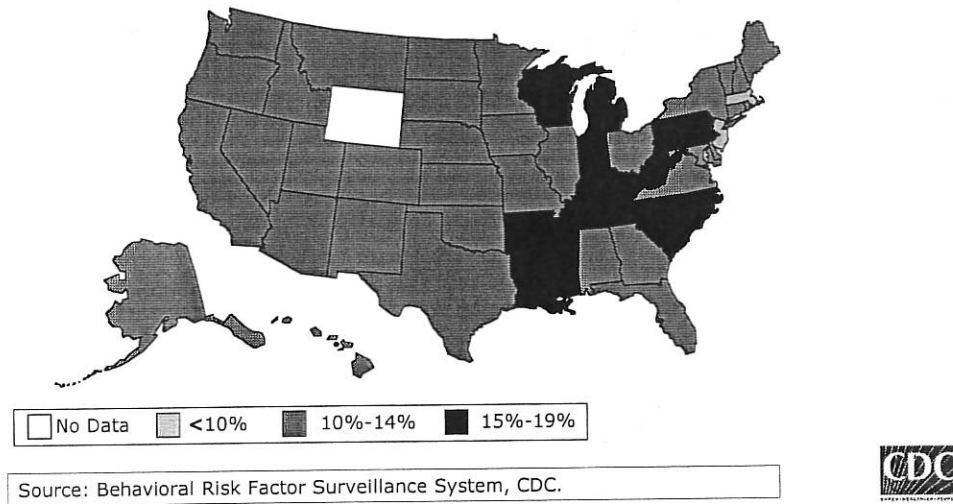 No Data <10% 10%-14% 15%-19%
Source: Behavioral Risk Factor Surveillance System, CDC.
CDC